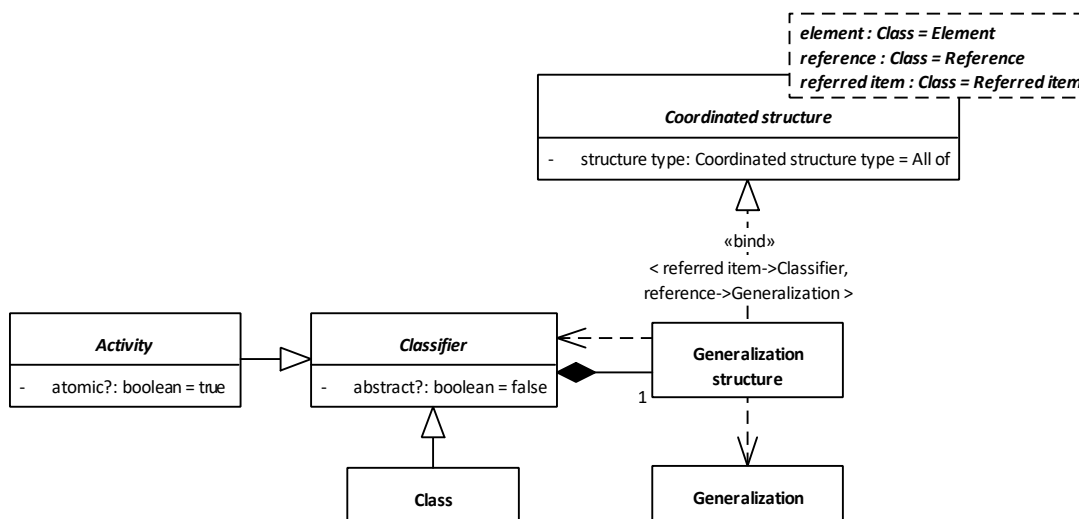 element : Class = Element
reference : Class = Reference
referred item : Class = Referred item
Coordinated structure
- structure type: Coordinated structure type = All of
«bind»
< referred item->Classifier,
reference->Generalization >
Activity
- atomic?: boolean = true
Classifier
- abstract?: boolean = false
Generalization
structure
1
Class
Generalization